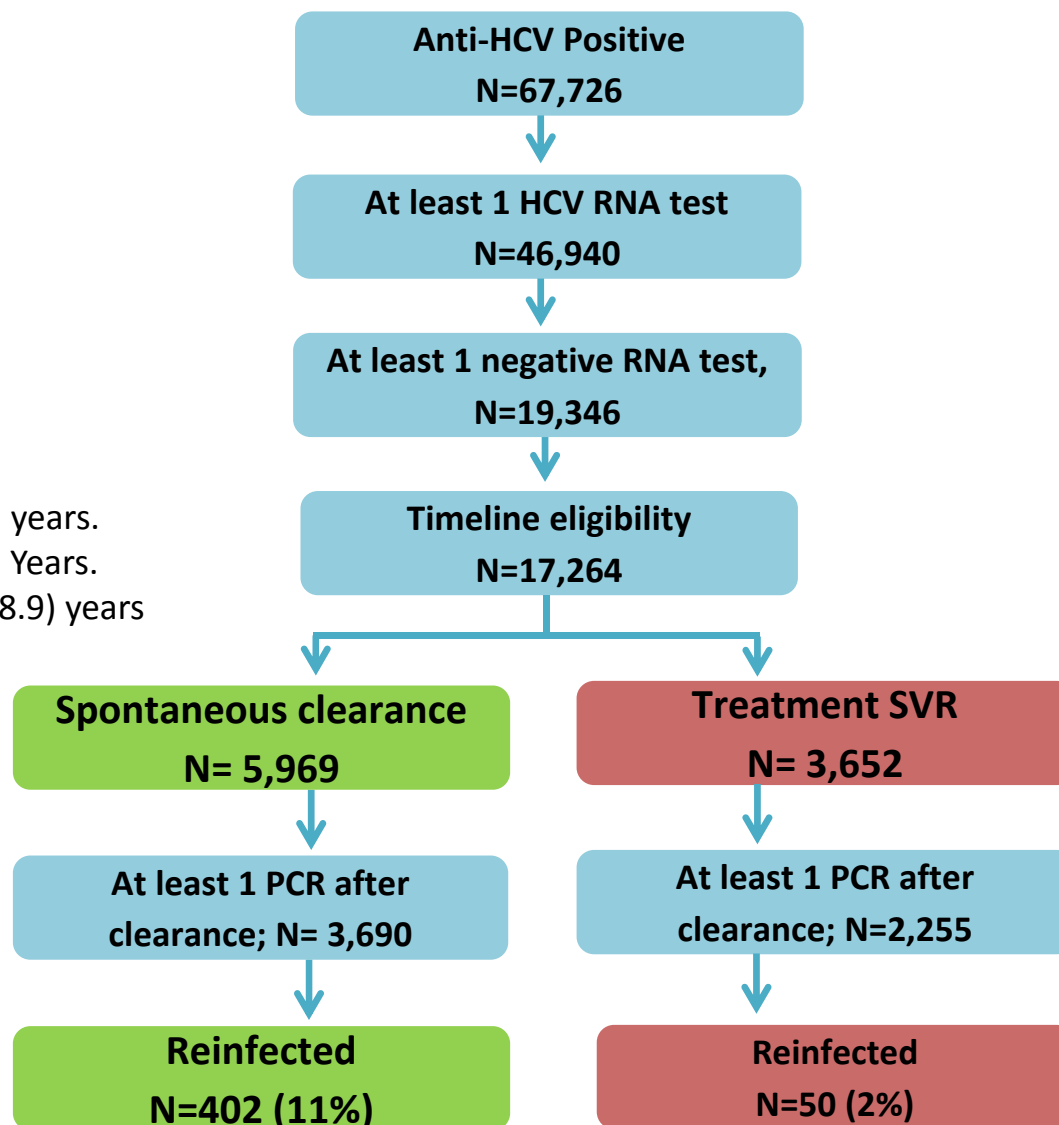 Anti-HCV Positive
N=67,726
At least 1 HCV RNA test
N=46,940
At least 1 negative RNA test,
N=19,346
Timeline eligibility
N=17,264
years.
Years.
8.9) years
Spontaneous clearance
N= 5,969
Treatment SVR
N= 3,652
At least 1 PCR after
clearance; N= 3,690
At least 1 PCR after
clearance; N=2,255
Reinfected
N=402 (11%)
Reinfected
N=50 (2%)